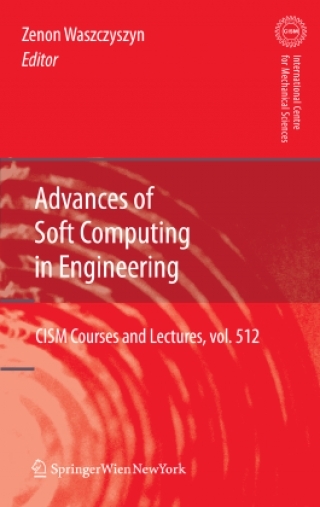 Zenon Waszczyszyn
Editor
CISM
International Centre
for Mechanical Sciences
Advances of
Soft Computing
in Engineering
CISM Courses and Lectures, vol. 512
SpringerWienNewYork